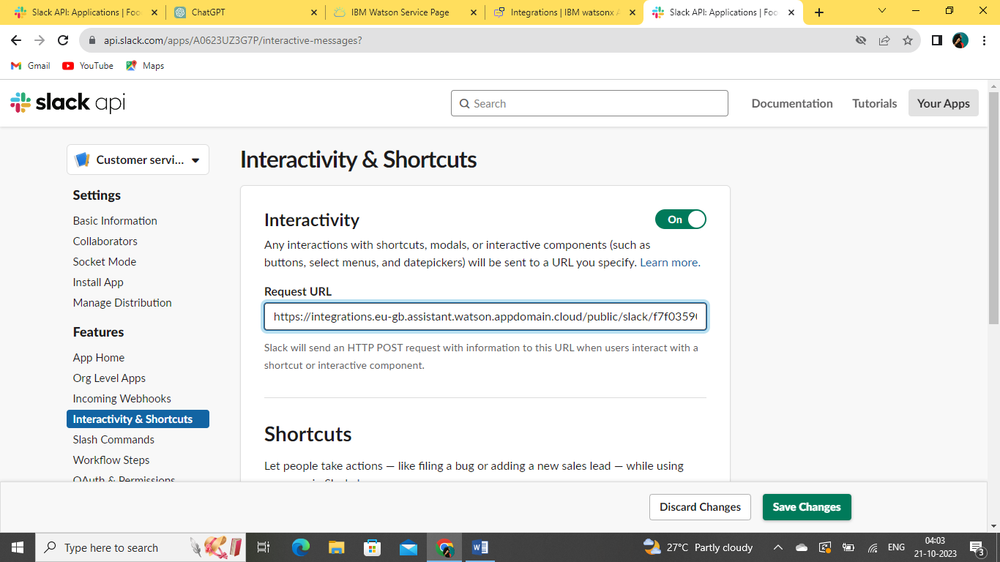 Slack API: Applications | Foo
ChatGPT
IBM Watson Service Page
Integrations | IBM watsonx A
Slack API: Applications | Foo
api.slack.com/apps/A0623UZ3G7P/interactive-messages?
Gmail
YouTube
Maps
slack api
Search
Documentation
Tutorials
Your Apps
Customer servi...
Settings
Basic Information
Collaborators
Socket Mode
Install App
Manage Distribution
Features
App Home
Org Level Apps
Incoming Webhooks
Interactivity & Shortcuts
Slash Commands
Workflow Steps
OAuth & Permissions
Interactivity & Shortcuts
Interactivity
On
Any interactions with shortcuts, modals, or interactive components (such as
buttons, select menus, and datepickers) will be sent to a URL you specify. Learn more.
Request URL
https://integrations.eu-gb.assistant.watson.appdomain.cloud/public/slack/f7f0359
Slack will send an HTTP POST request with information to this URL when users interact with a
shortcut or interactive component.
Shortcuts
Let people take actions — like filing a bug or adding a new sales lead — while using
Discard Changes
Save Changes
Type here to search
27°C Partly cloudy
ENG
04:03
21-10-2023
3